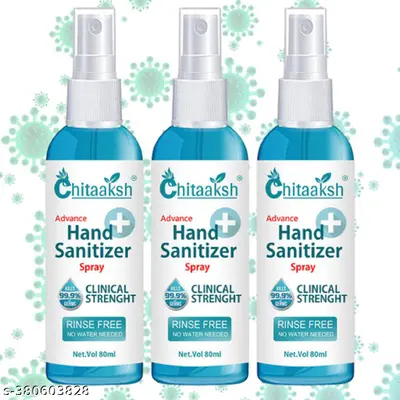 Chitaaksh®
Advance
Hand
Sanitizer
Spray
KILLS
99.9%
GERMS
CLINICAL
STRENGHT
RINSE FREE
NO WATER NEEDED
Net.Vol 80ml
Chitaaksh®
Advance
Hand
Sanitizer
Spray
KILLS
99.9%
GERMS
CLINICAL
STRENGHT
RINSE FREE
NO WATER NEEDED
Net.Vol 80ml
Chitaaksh®
Advance
Hand
Sanitizer
Spray
KILLS
99.9%
GERMS
CLINICAL
STRENGHT
RINSE FREE
NO WATER NEEDED
Net.Vol 80ml
s-380603828